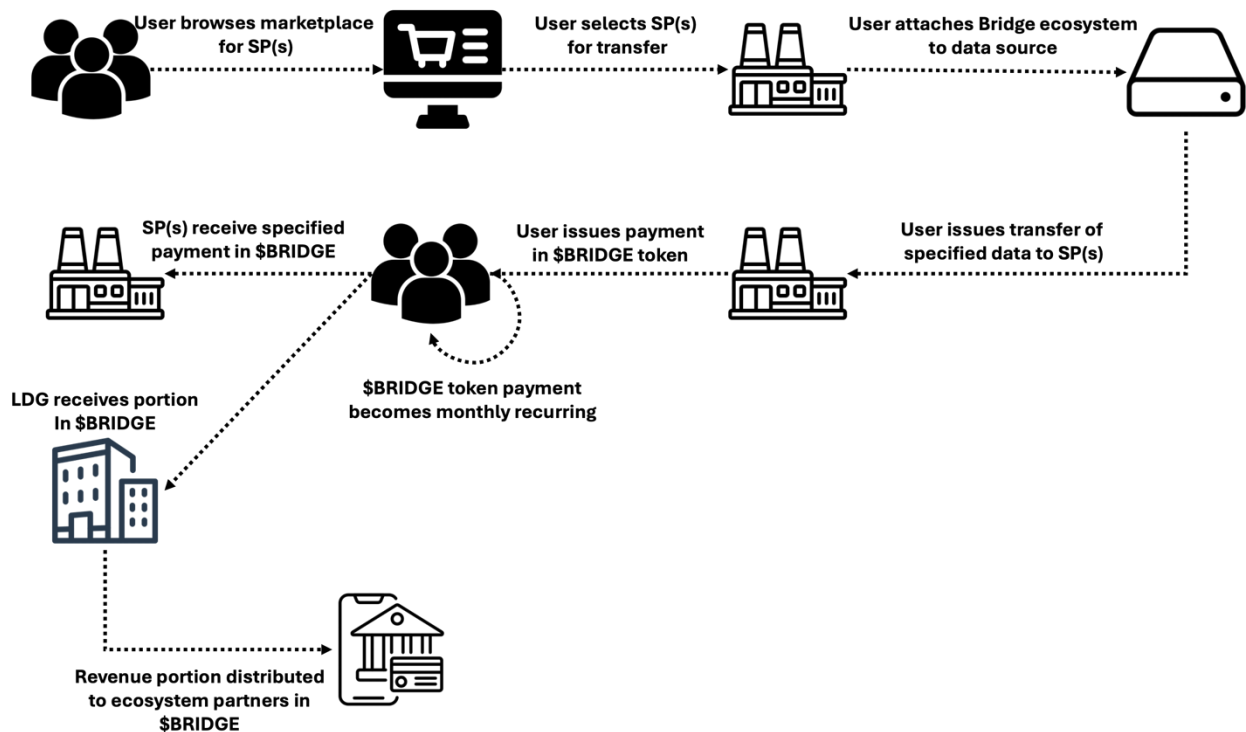 User browses marketplace
for SP(s)
User selects SP(s)
for transfer
User attaches Bridge ecosystem
to data source
SP(s) receive specified
payment in $BRIDGE
User issues payment
in $BRIDGE token
User issues transfer of
specified data to SP(s)
$BRIDGE token payment
becomes monthly recurring
LDG receives portion
In $BRIDGE
Revenue portion distributed
to ecosystem partners in
$BRIDGE